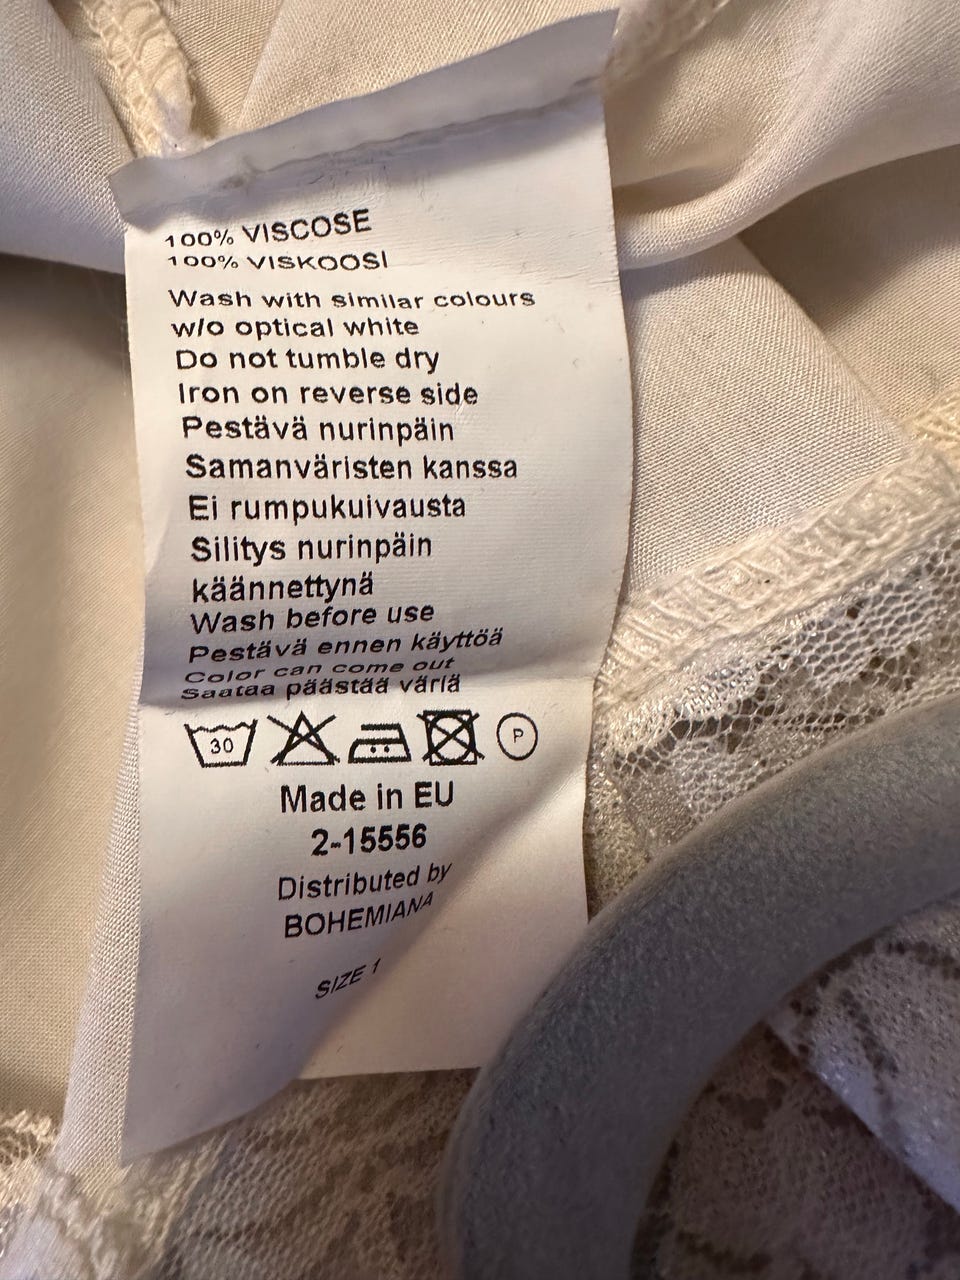 100% VISCOSE
100% VISKOOSI
Wash with similar colours
w/o optical white
Do not tumble dry
Iron on reverse side
Pestävä nurinpäin
Samanväristen kanssa
Ei rumpukuivausta
Silitys nurinpäin
käännettynä
Wash before use
Pestävä ennen käyttöä
Color can come out
Saataa päästää väriä
30 P
Made in EU
2-15556
Distributed by
BOHEMIANA
SIZE 1